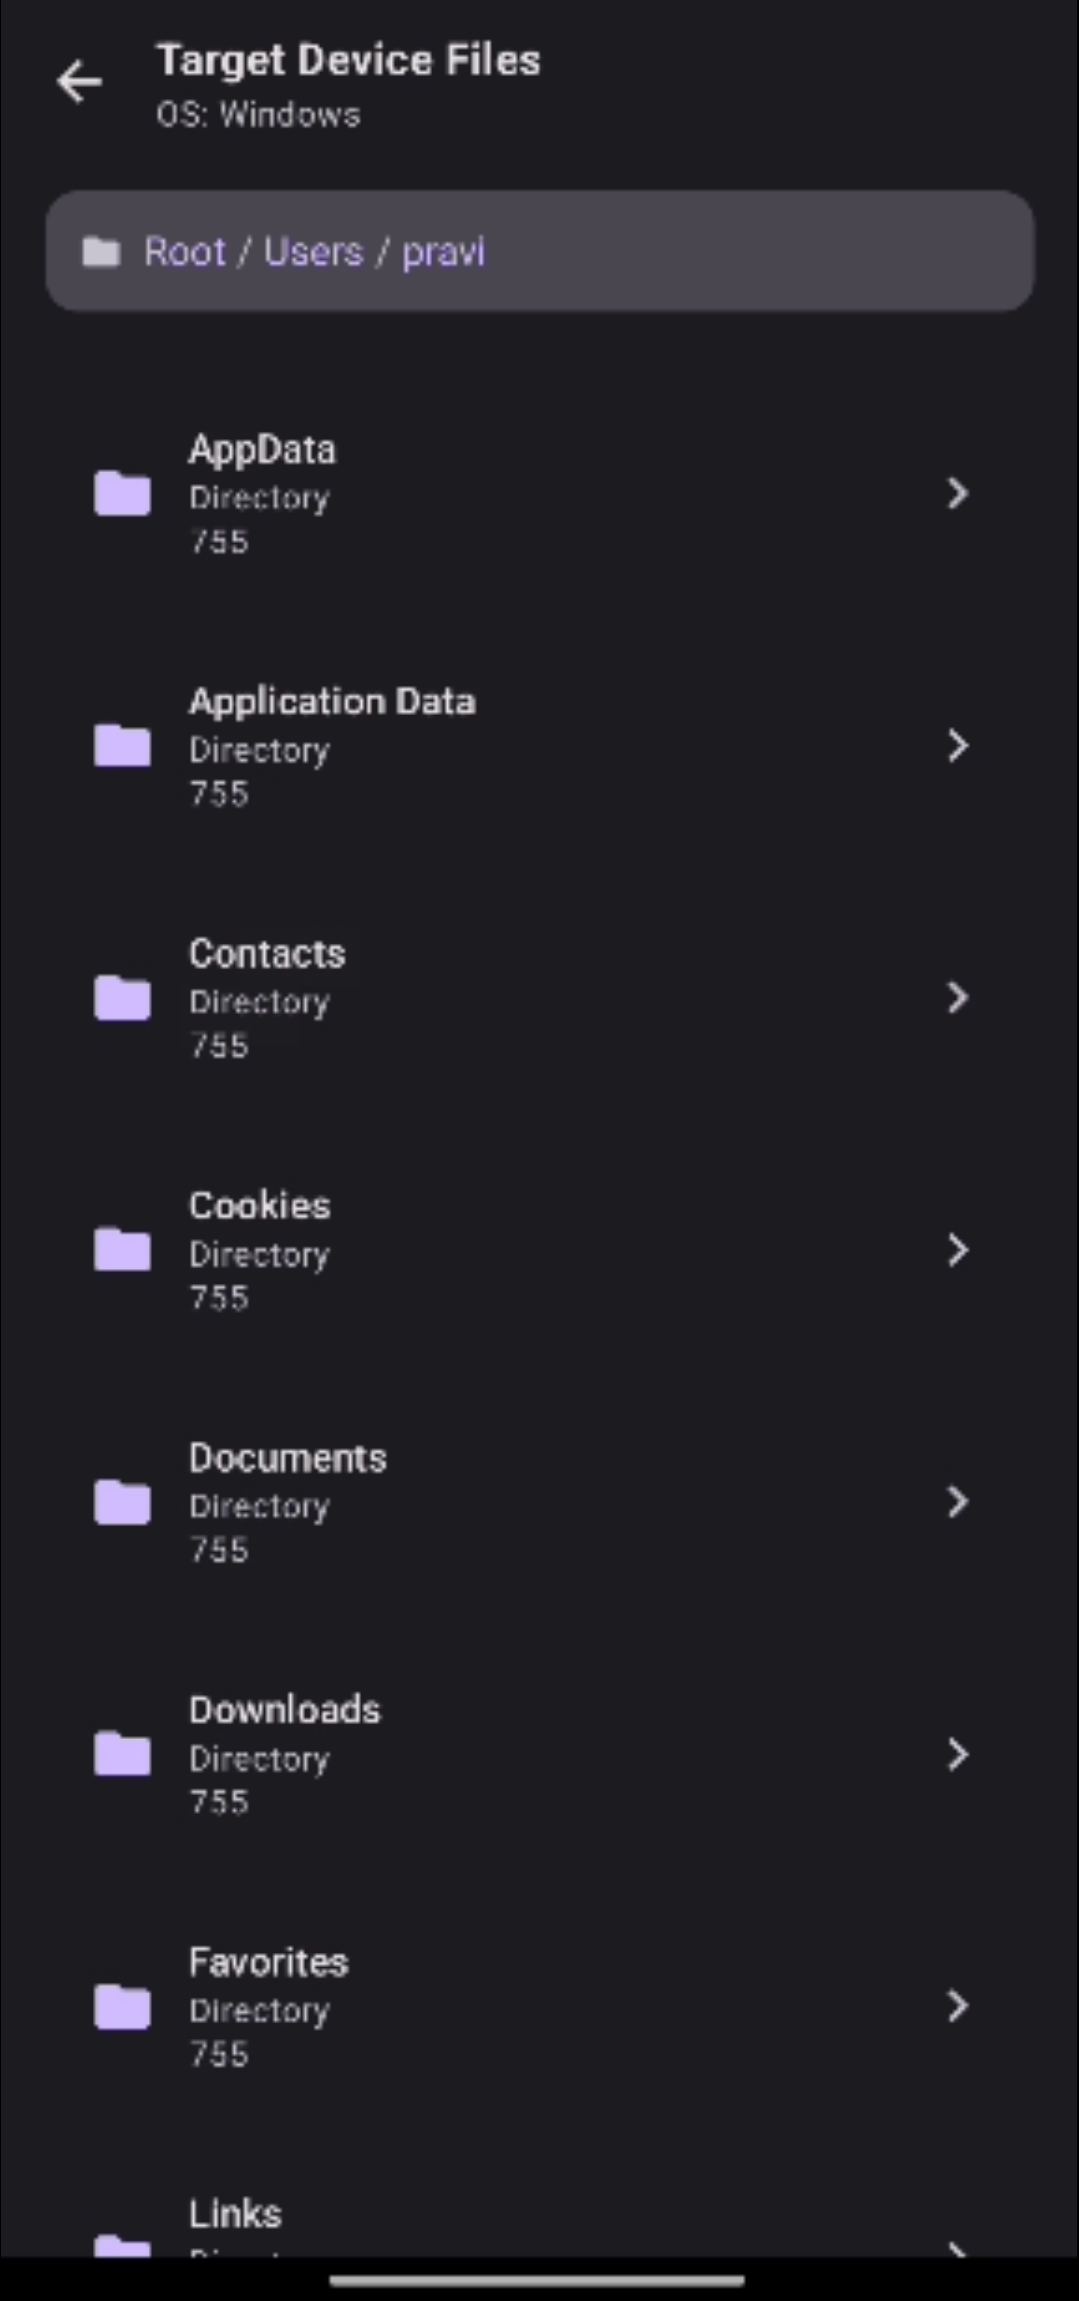 Target Device Files
OS: Windows
Root / Users / pravi
AppData
Directory
755
Application Data
Directory
755
Contacts
Directory
755
Cookies
Directory
755
Documents
Directory
755
Downloads
Directory
755
Favorites
Directory
755
Links